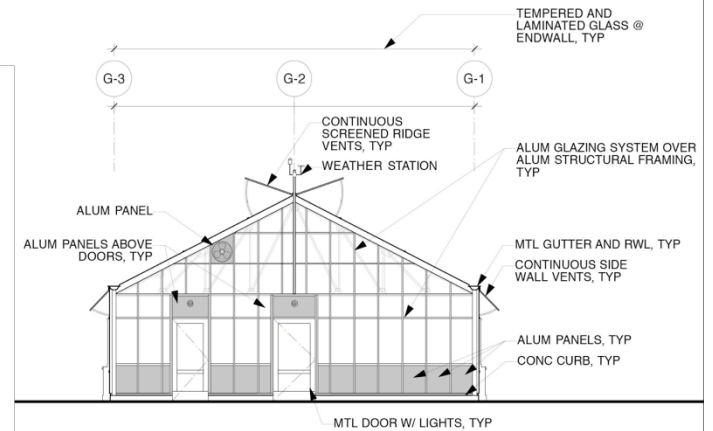 TEMPERED AND
LAMINATED GLASS @
ENDWALL, TYP
G-3
G-2
G-1
CONTINUOUS
SCREENED RIDGE
VENTS, TYP
WEATHER STATION
ALUM GLAZING SYSTEM OVER
ALUM STRUCTURAL FRAMING,
TYP
ALUM PANEL
ALUM PANELS ABOVE
DOORS, TYP
MTL GUTTER AND RWL, TYP
CONTINUOUS SIDE
WALL VENTS, TYP
ALUM PANELS, TYP
CONC CURB, TYP
MTL DOOR W/ LIGHTS, TYP